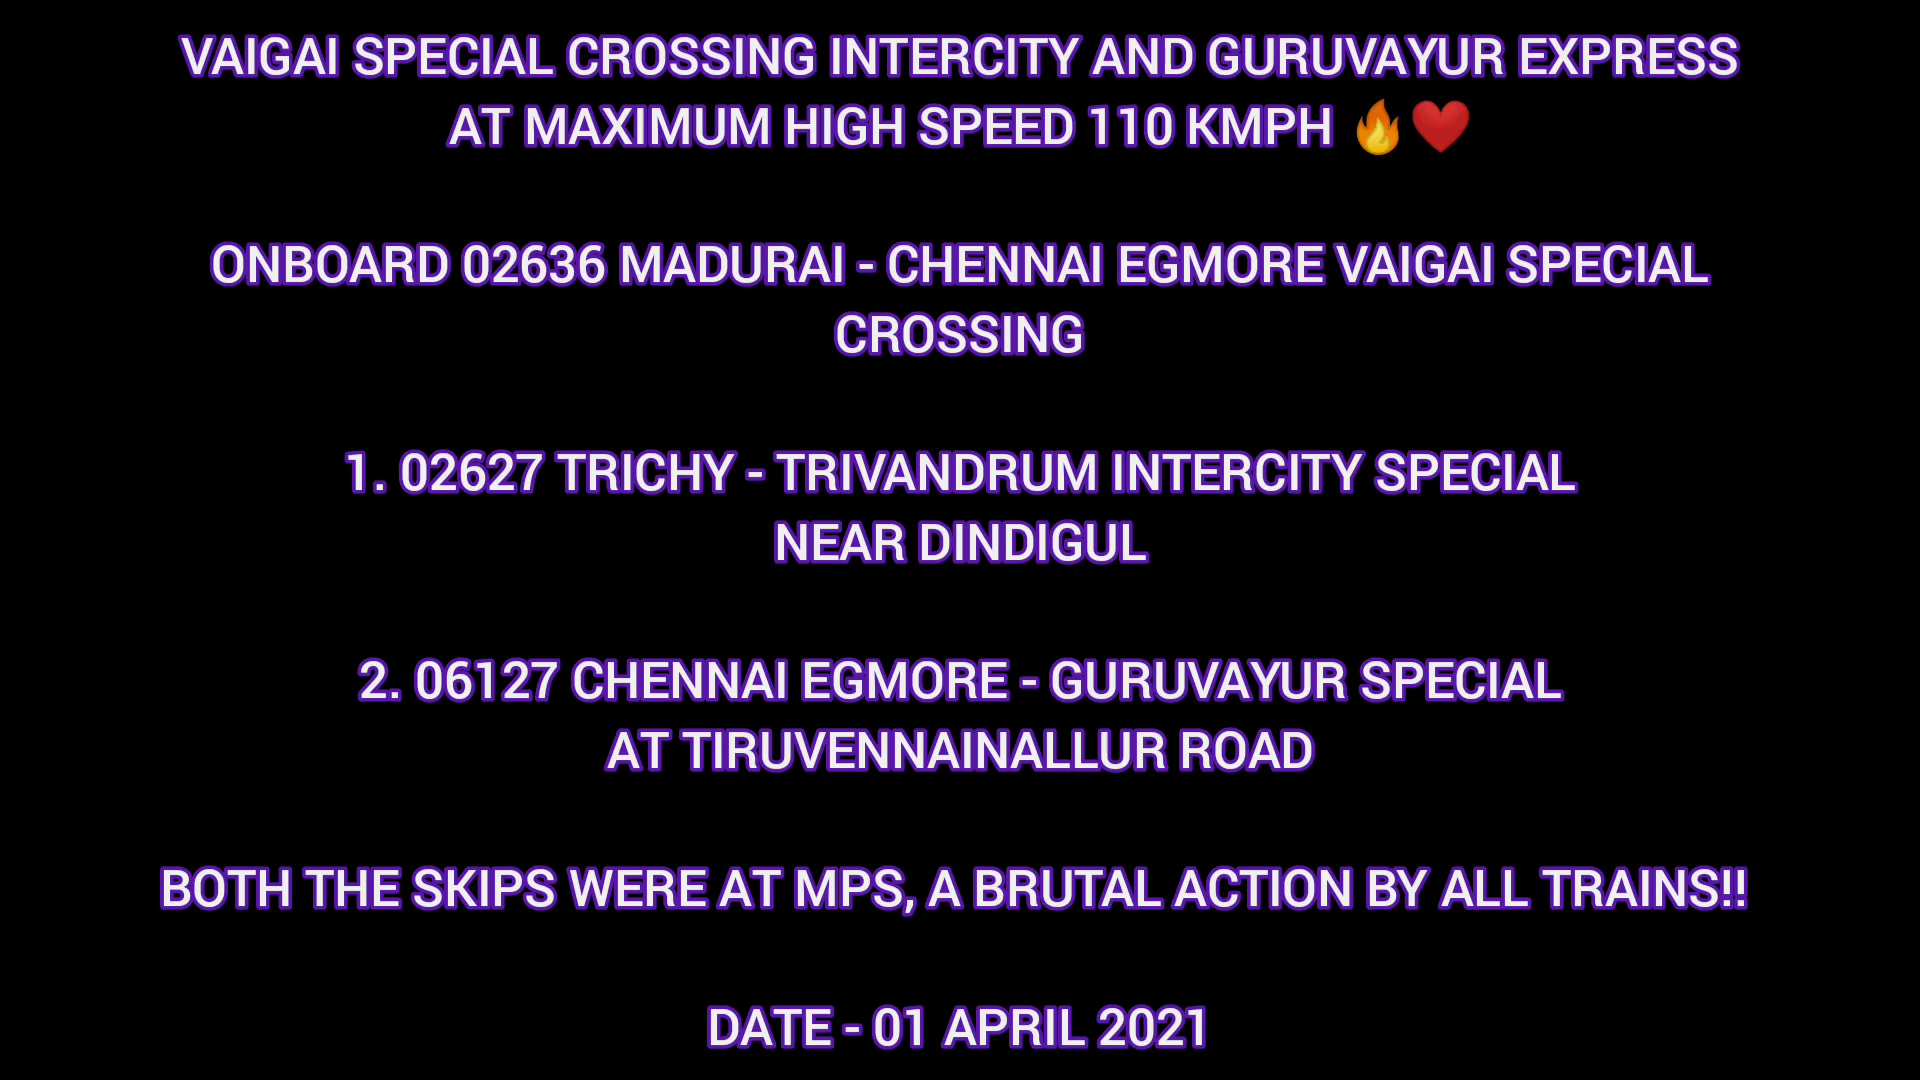 VAIGAI SPECIAL CROSSING INTERCITY AND GURUVAYUR EXPRESS
AT MAXIMUM HIGH SPEED 110 KMPH 🔥❤️
ONBOARD 02636 MADURAI - CHENNAI EGMORE VAIGAI SPECIAL
CROSSING
1. 02627 TRICHY - TRIVANDRUM INTERCITY SPECIAL
NEAR DINDIGUL
2. 06127 CHENNAI EGMORE - GURUVAYUR SPECIAL
AT TIRUVENNAINALLUR ROAD
BOTH THE SKIPS WERE AT MPS, A BRUTAL ACTION BY ALL TRAINS!!
DATE - 01 APRIL 2021